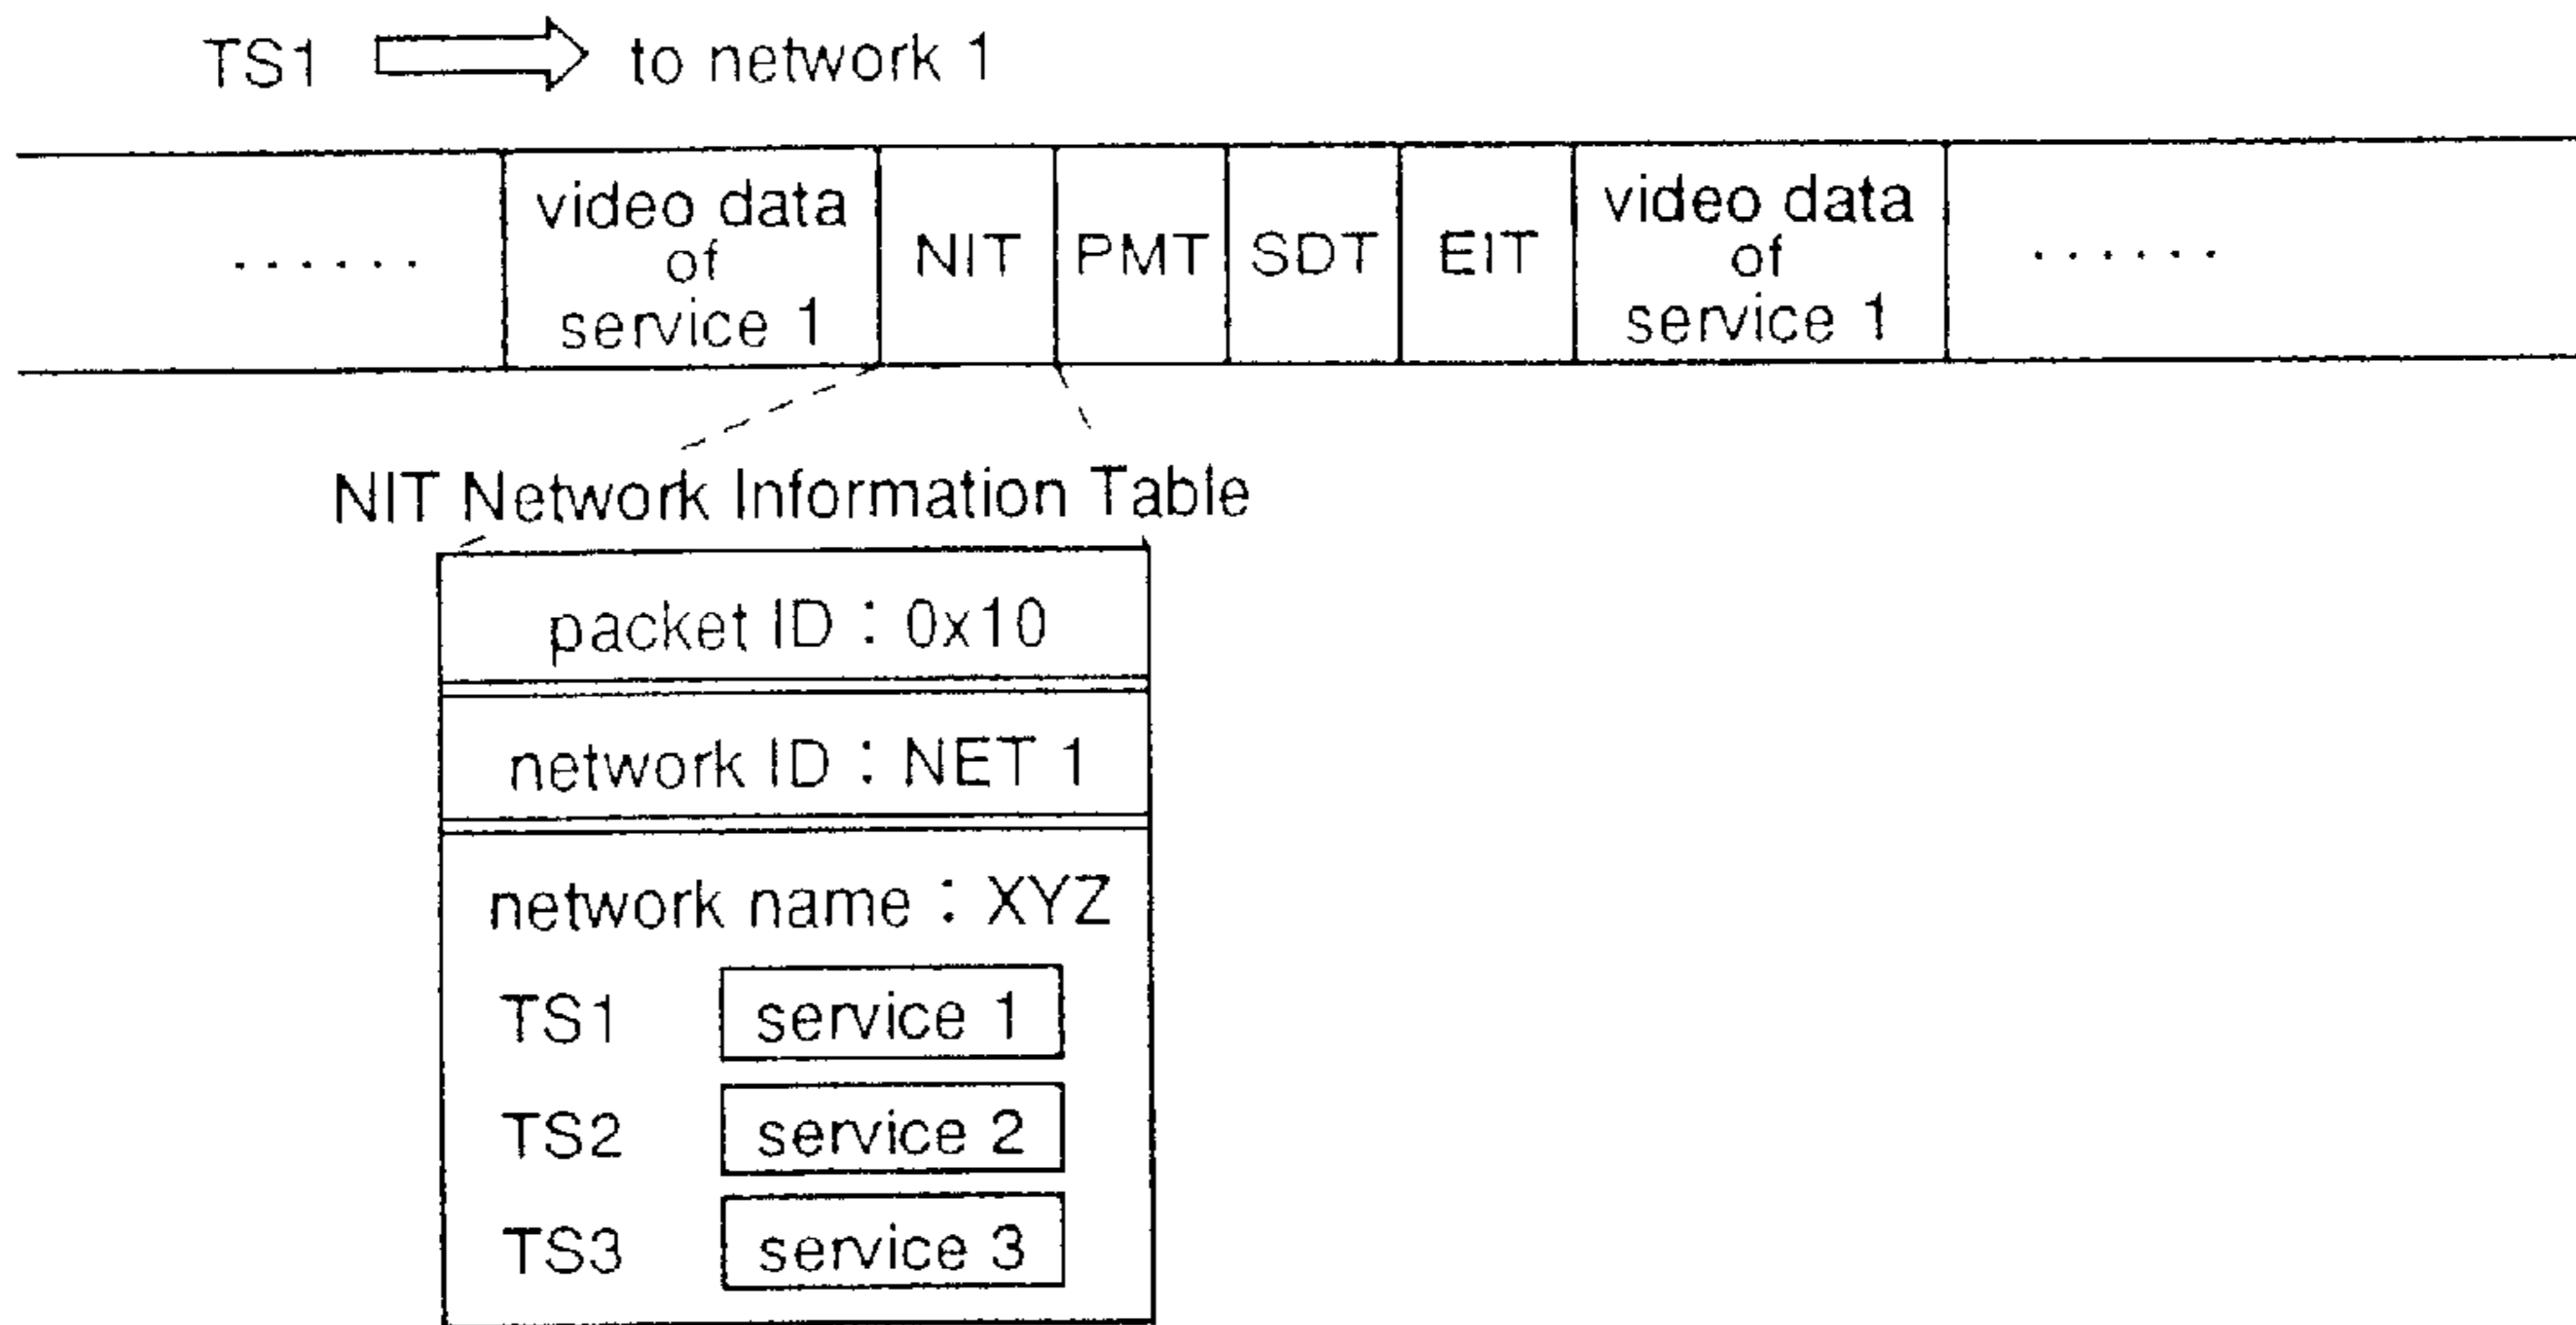 TS1 to network 1
...... video data of service 1 NIT PMT SDT EIT video data of service 1 ......
NIT Network Information Table
packet ID : 0x10
network ID : NET 1
network name : XYZ
TS1 service 1
TS2 service 2
TS3 service 3